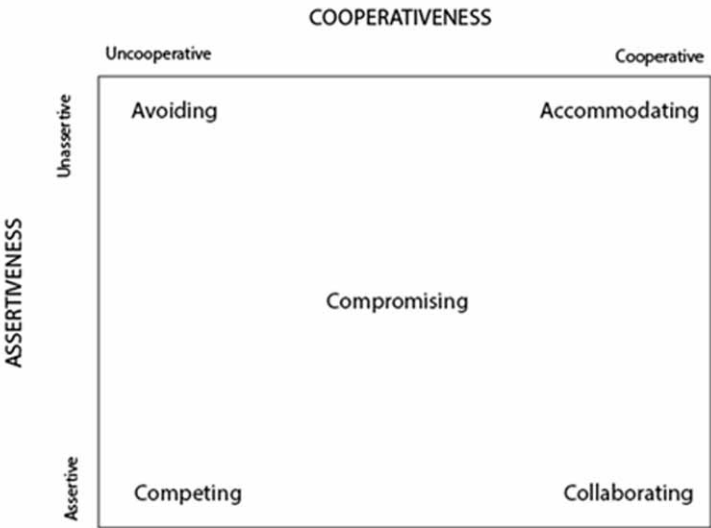 COOPERATIVENESS
Uncooperative
Cooperative
Unassertive
Avoiding
Accommodating
ASSERTIVENESS
Compromising
Assertive
Competing
Collaborating